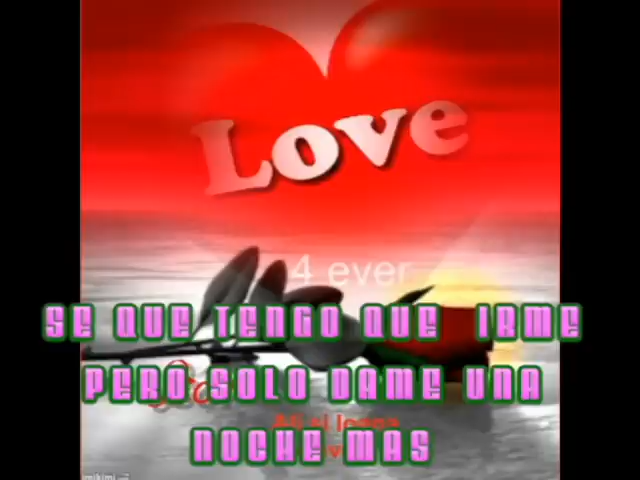 Love
4 ever
SE QUE TENGO QUE IRME
PERO SOLO DAME UNA
NOCHE MAS